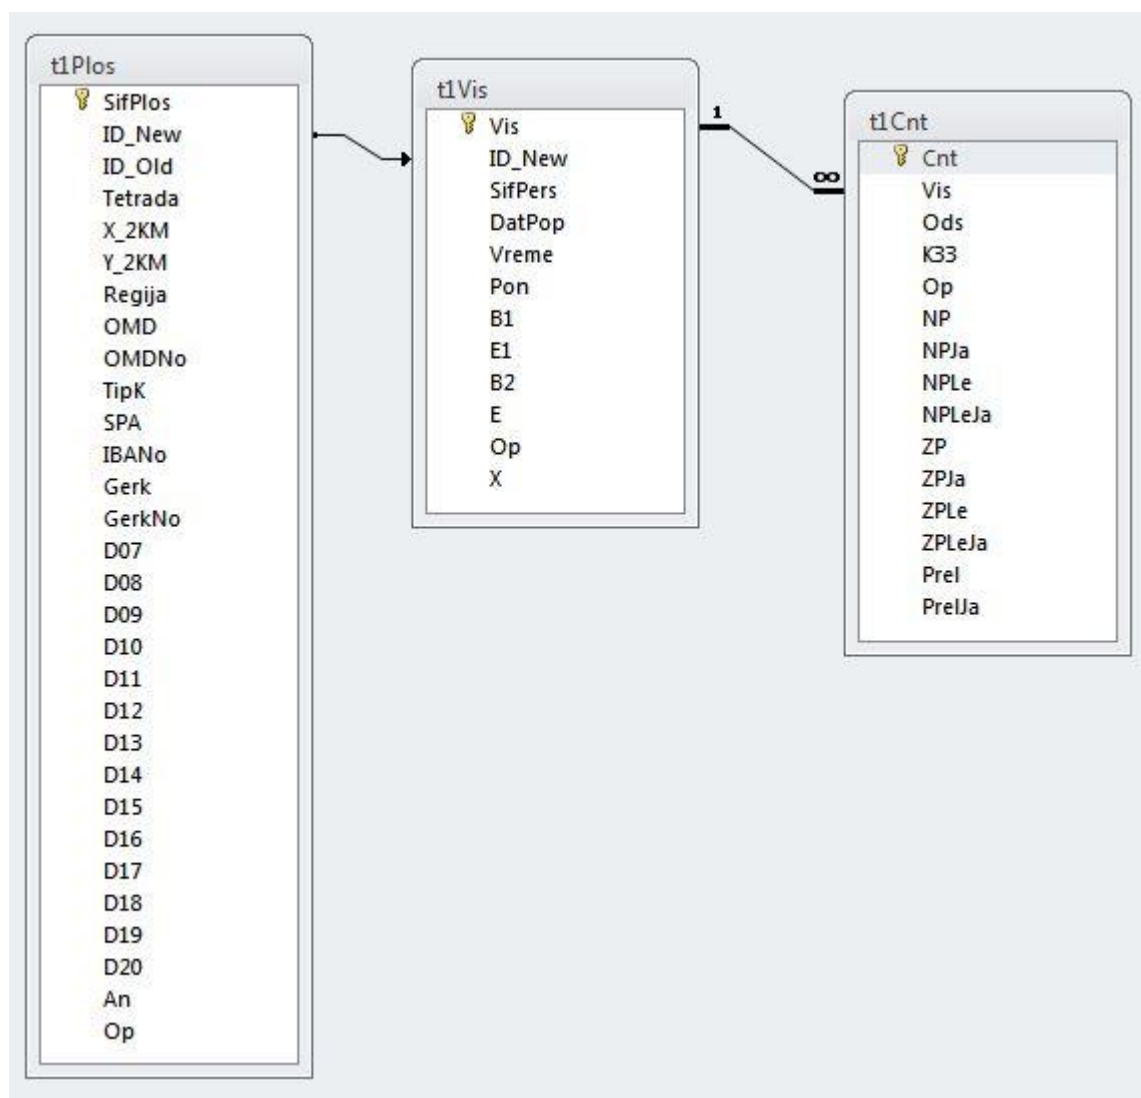 t1Plos
SifPlos
ID_New
ID_Old
Tetrada
X_2KM
Y_2KM
Regija
OMD
OMDNo
TipK
SPA
IBANo
Gerk
GerkNo
D07
D08
D09
D10
D11
D12
D13
D14
D15
D16
D17
D18
D19
D20
An
Op
t1Vis
Vis
ID_New
SifPers
DatPop
Vreme
Pon
B1
E1
B2
E
Op
X
1
∞
t1Cnt
Cnt
Vis
Ods
K33
Op
NP
NPJa
NPLe
NPLeJa
ZP
ZPJa
ZPLe
ZPLeJa
Prel
PrelJa